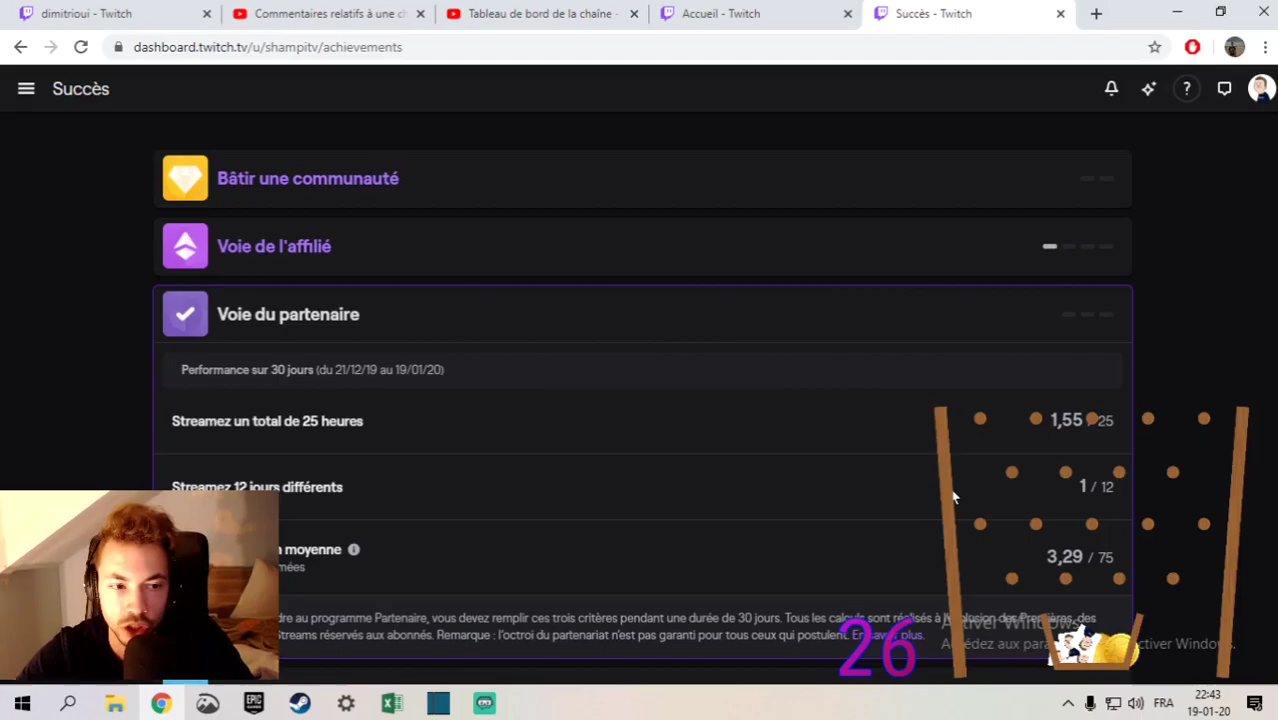 dimitrioui - Twitch
Commentaires relatifs à une ch
Tableau de bord de la chaîne -
Accueil - Twitch
Succès - Twitch
dashboard.twitch.tv/u/shampitv/achievements
Succès
Bâtir une communauté
Voie de l'affilié
Voie du partenaire
Performance sur 30 jours (du 21/12/19 au 19/01/20)
Streamez un total de 25 heures
1,55 / 25
Streamez 12 jours différents
1 / 12
moyenne
3,29 / 75
au programme Partenaire, vous devez remplir ces trois critères pendant une durée de 30 jours. Tous les calculs sont réalisés à l'exclusion des Premières, des
Streams réservés aux abonnés. Remarque : l'octroi du partenariat n'est pas garanti pour tous ceux qui postulent. En savoir plus.
26
Activer Windows
Accédez aux activer Windows.
FRA
22:43
19-01-20